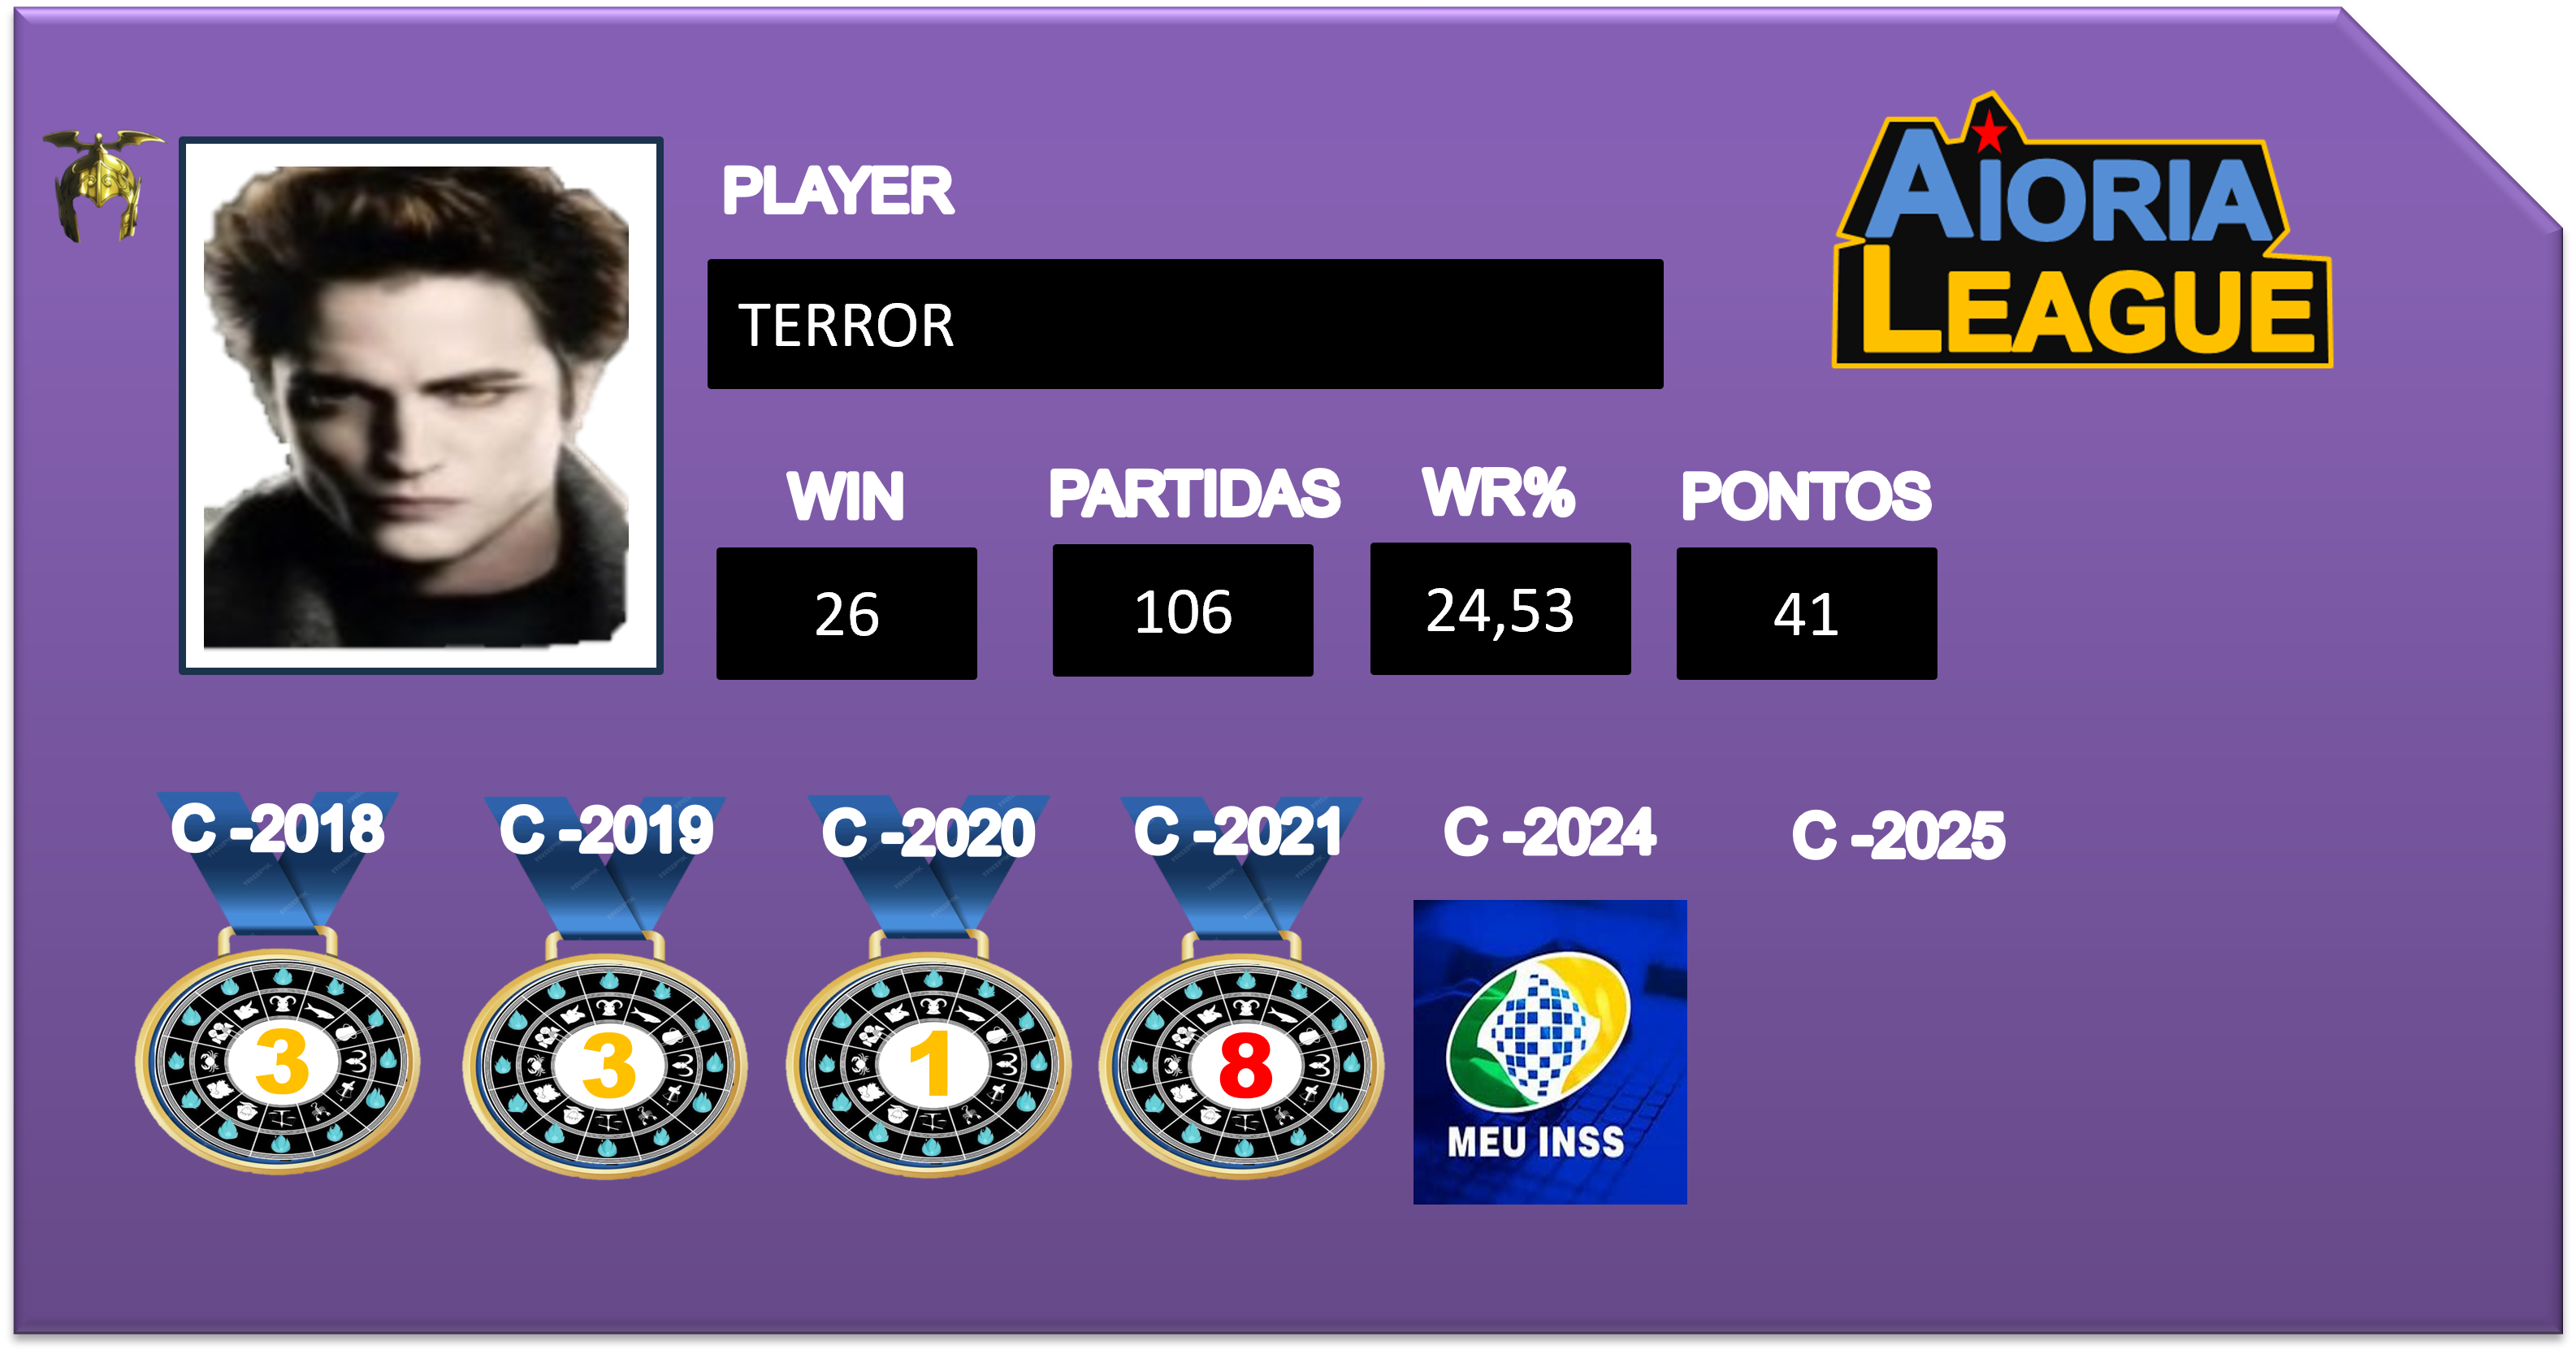 PLAYER
AIORIA
LEAGUE
TERROR
WIN
PARTIDAS
WR%
PONTOS
26
106
24,53
41
C -2018
C -2019
C -2020
C -2021
C -2024
C -2025
3
3
1
8
MEU INSS